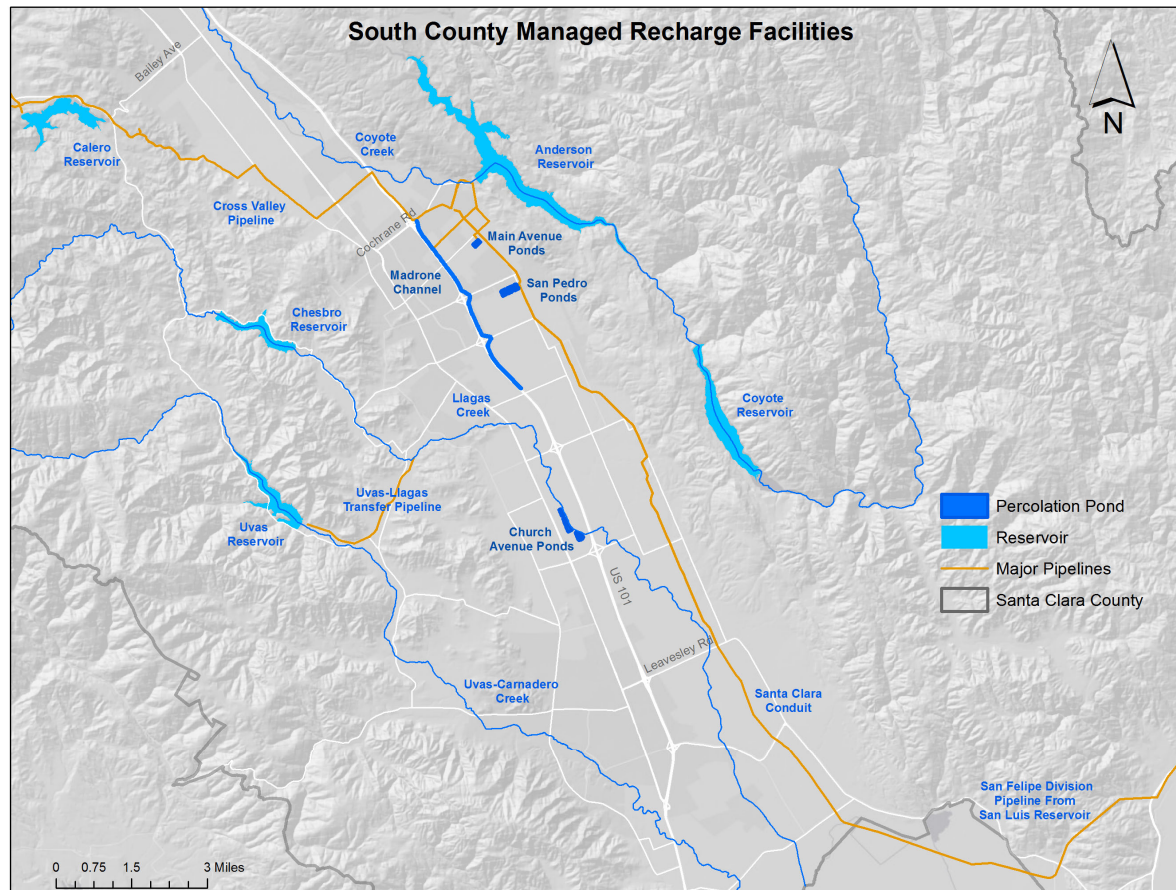 South County Managed Recharge Facilities
Bailey Ave
N
Calero
Reservoir
Coyote
Creek
Anderson
Reservoir
Cross Valley
Pipeline
Cochrane Rd
Main Avenue
Ponds
Madrone
Channel
San Pedro
Ponds
Chesbro
Reservoir
Llagas
Creek
Coyote
Reservoir
Uvas-Llagas
Transfer Pipeline
Uvas
Reservoir
Church
Avenue Ponds
US 101
Percolation Pond
Reservoir
Major Pipelines
Santa Clara County
Leavesley Rd
Uvas-Carnadero
Creek
Santa Clara
Conduit
San Felipe Division
Pipeline From
San Luis Reservoir
0 0.75 1.5 3 Miles